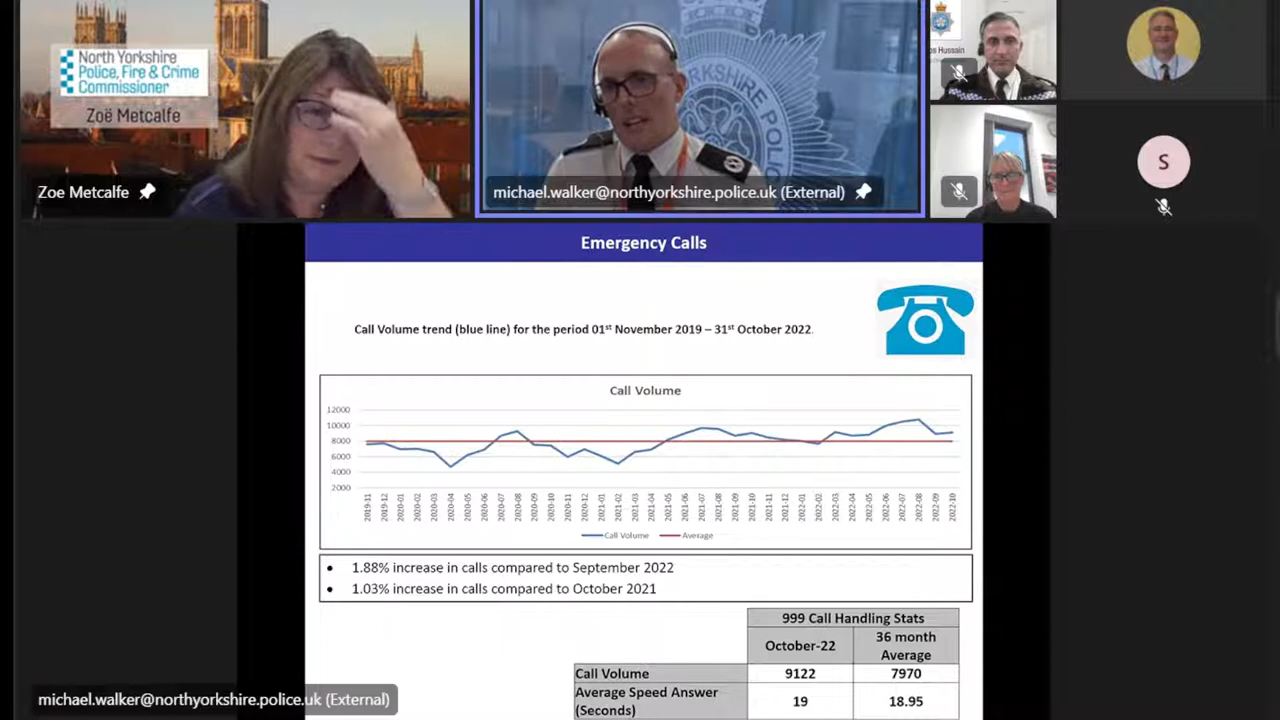 North Yorkshire
Police, Fire & Crime
Commissioner
Zoë Metcalfe
Zoe Metcalfe
michael.walker@northyorkshire.police.uk (External)
Hussain
S
Emergency Calls
Call Volume trend (blue line) for the period 01st November 2019 – 31st October 2022.
Call Volume
12000
10000
8000
6000
4000
2000
2019-11
2019-12
2020-01
2020-02
2020-03
2020-04
2020-05
2020-06
2020-07
2020-08
2020-09
2020-10
2020-11
2020-12
2021-01
2021-02
2021-03
2021-04
2021-05
2021-06
2021-07
2021-08
2021-09
2021-10
2021-11
2021-12
2022-01
2022-02
2022-03
2022-04
2022-05
2022-06
2022-07
2022-08
2022-09
2022-10
Call Volume
Average
• 1.88% increase in calls compared to September 2022
• 1.03% increase in calls compared to October 2021
999 Call Handling Stats
October-22 36 month
Average
Call Volume 9122 7970
Average Speed Answer
(Seconds) 19 18.95
michael.walker@northyorkshire.police.uk (External)